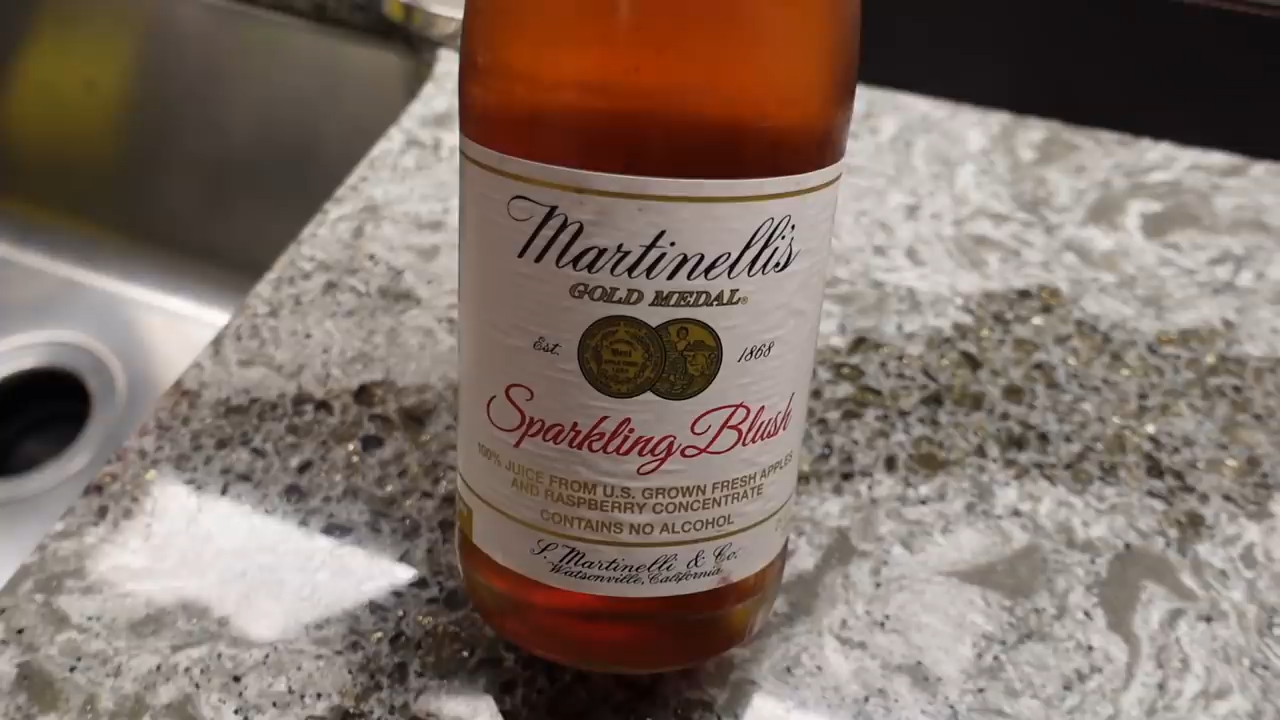 Martinelli's
GOLD MEDAL®
Est. 1868
Sparkling Blush
100% JUICE FROM U.S. GROWN FRESH APPLES
AND RASPBERRY CONCENTRATE
CONTAINS NO ALCOHOL
S. Martinelli & Co.
Watsonville, California